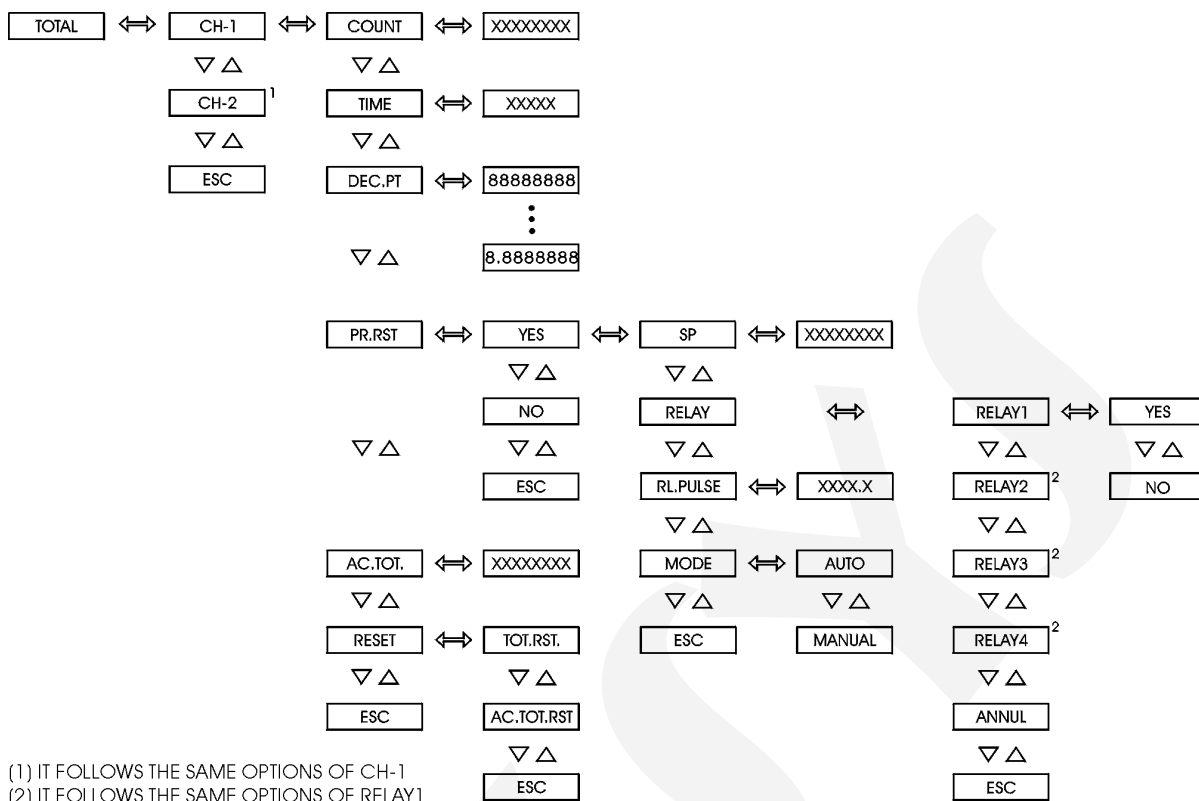 TOTAL CH-1 COUNT XXXXXXXX
CH-2 1 TIME XXXXX
ESC DEC.PT 88888888
8.8888888
PR.RST YES SP XXXXXXXX
NO RELAY RELAY1 YES
ESC RL.PULSE XXXX.X RELAY2 2 NO
AC.TOT. XXXXXXXX MODE AUTO RELAY3 2
RESET TOT.RST. ESC MANUAL RELAY4 2
ESC AC.TOT.RST ANNUL
(1) IT FOLLOWS THE SAME OPTIONS OF CH-1
(2) IT FOLLOWS THE SAME OPTIONS OF RELAY1
ESC ESC